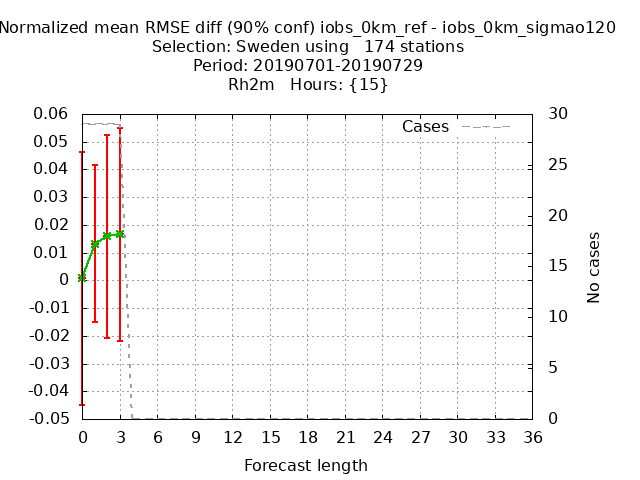 Normalized mean RMSE diff (90% conf) iobs_0km_ref - iobs_0km_sigmao120
Selection: Sweden using   174 stations
Period: 20190701-20190729
Rh2m   Hours: {15}
Cases
0.06
0.05
0.04
0.03
0.02
0.01
0
-0.01
-0.02
-0.03
-0.04
-0.05
30
25
20
15
10
5
0
No cases
0 3 6 9 12 15 18 21 24 27 30 33 36
Forecast length